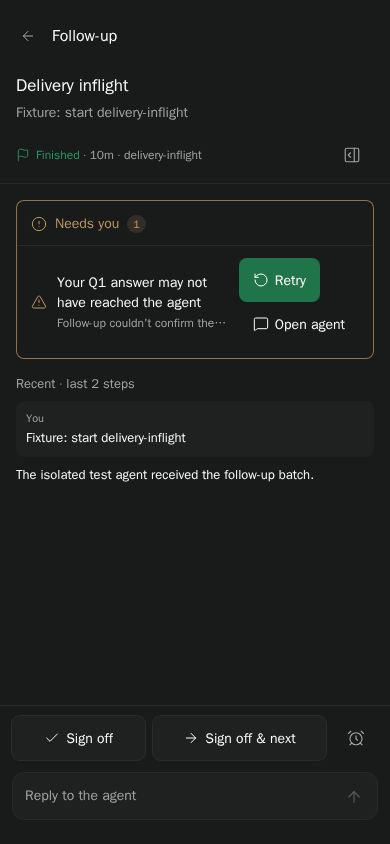 Follow-up
Delivery inflight
Fixture: start delivery-inflight
Finished · 10m · delivery-inflight
Needs you 1
Your Q1 answer may not
have reached the agent
Follow-up couldn't confirm the···
Retry
Open agent
Recent · last 2 steps
You
Fixture: start delivery-inflight
The isolated test agent received the follow-up batch.
Sign off
Sign off & next
Reply to the agent